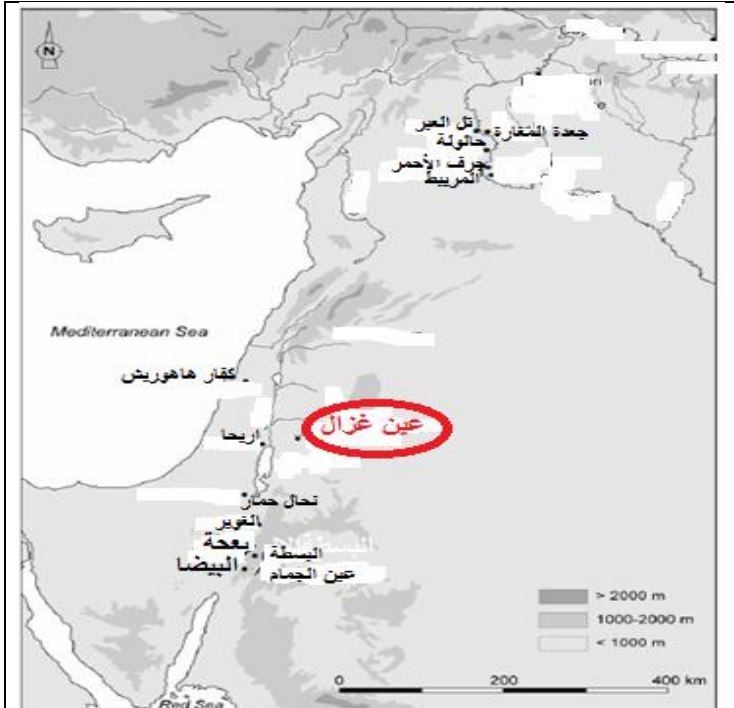 N
تل العبر
حالولة
جعدة المغارة
جرف الأحمر
المريبط
Mediterranean Sea
كفار هاهوريش
عين غزال
اريحا
نحال حمار
الغوير
بعجة
البسطة
البيضا
عين الجمام
> 2000 m
1000-2000 m
< 1000 m
0 200 400 km
Red Sea